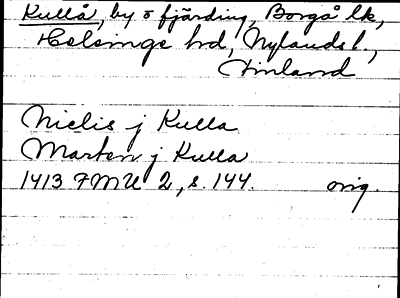 Kullå, by o fjärding, Borgå lk,
Helsinge hd, Nylands l.,
Finland
Nielis j Kulla
Marten j Kulla
1413 FMU 2, s. 144. orig.